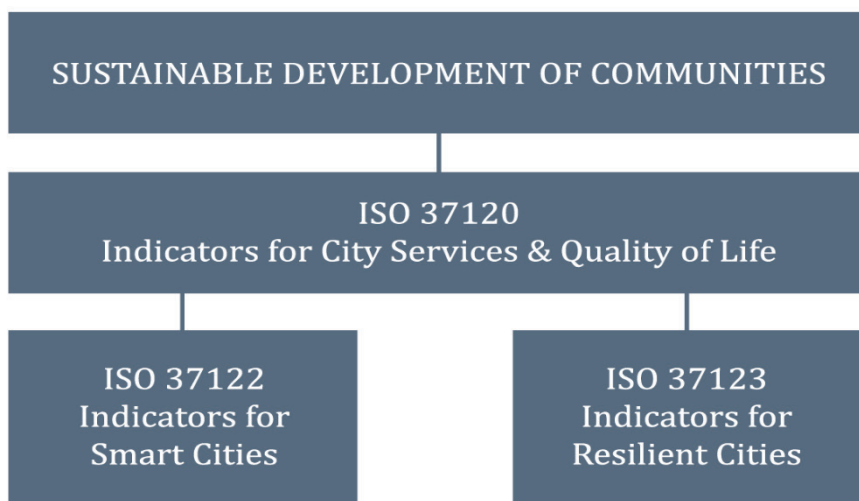 SUSTAINABLE DEVELOPMENT OF COMMUNITIES
ISO 37120
Indicators for City Services & Quality of Life
ISO 37122
Indicators for
Smart Cities
ISO 37123
Indicators for
Resilient Cities